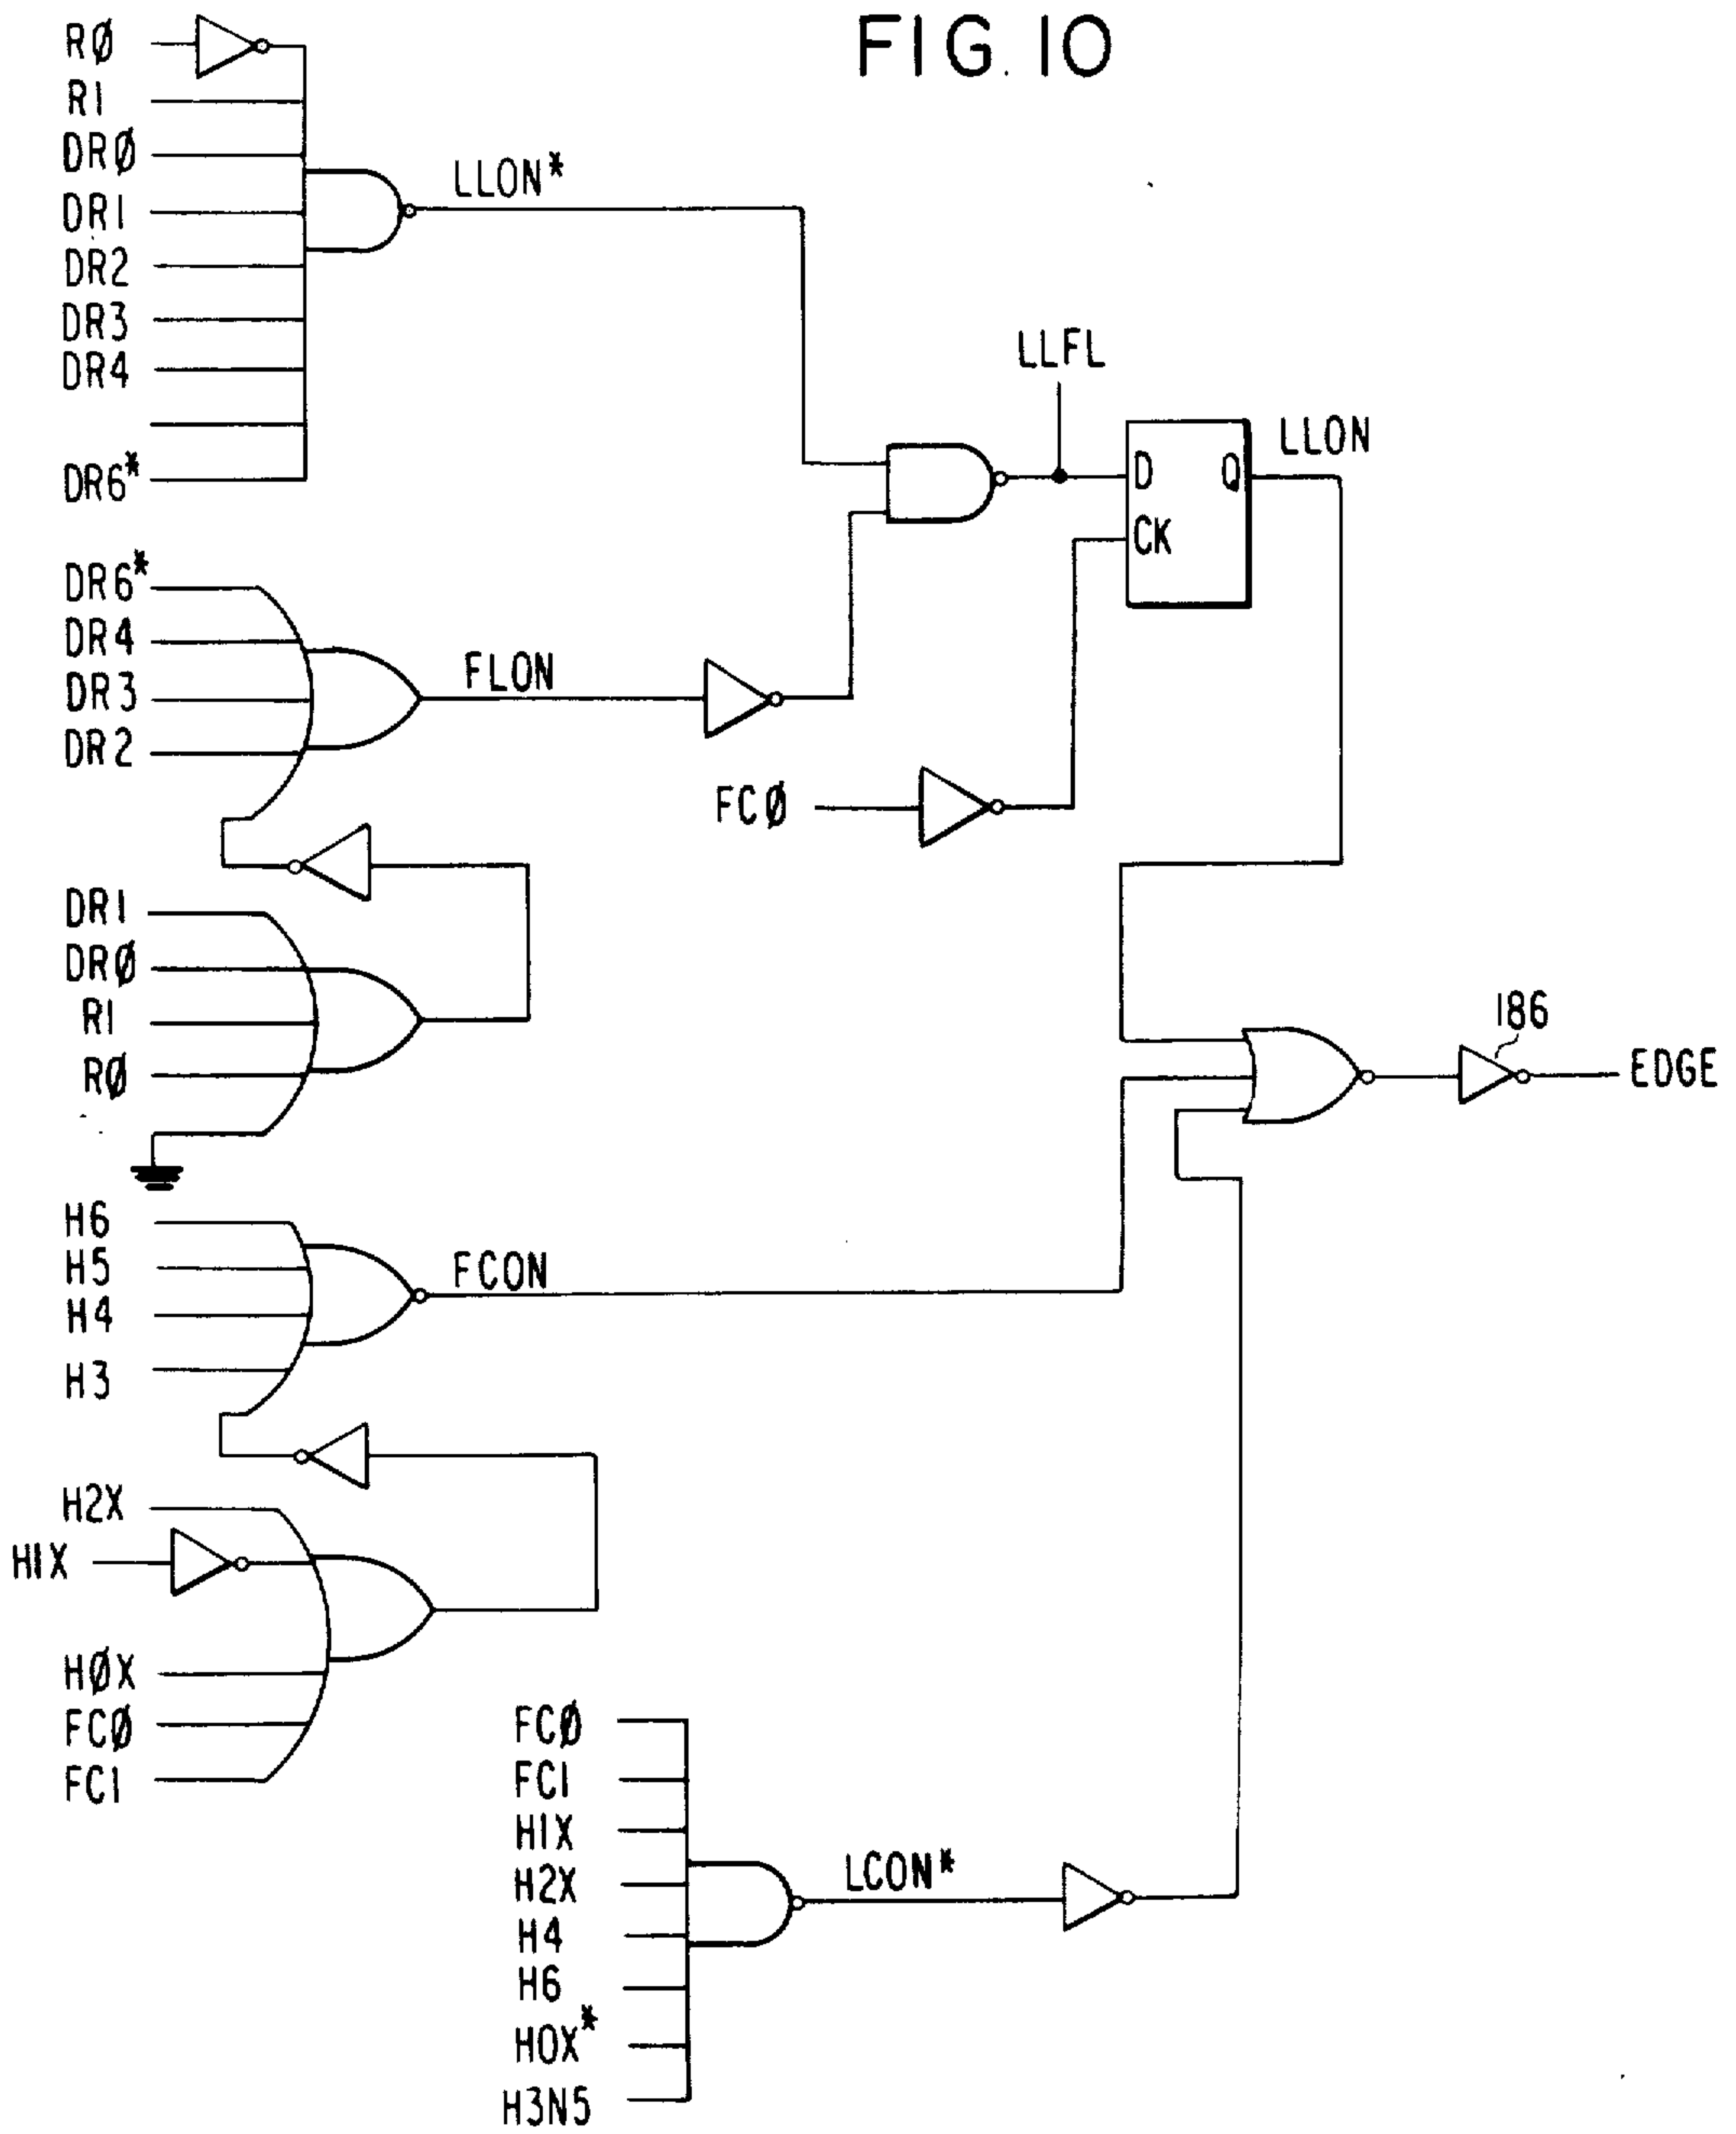 FIG. 10
RØ
R1
DRØ
LLON*
DR1
DR2
DR3
DR4
LLFL
LLON
D Q
DR6*
CK
DR6*
DR4
FLON
DR3
DR2
FCØ
DR1
DRØ
R1
186
RØ
EDGE
H6
H5
FCON
H4
H3
H2X
H1X
HØX
FCØ
FCØ
FC1
FC1
H1X
LCON*
H2X
H4
H6
H0X*
H3N5